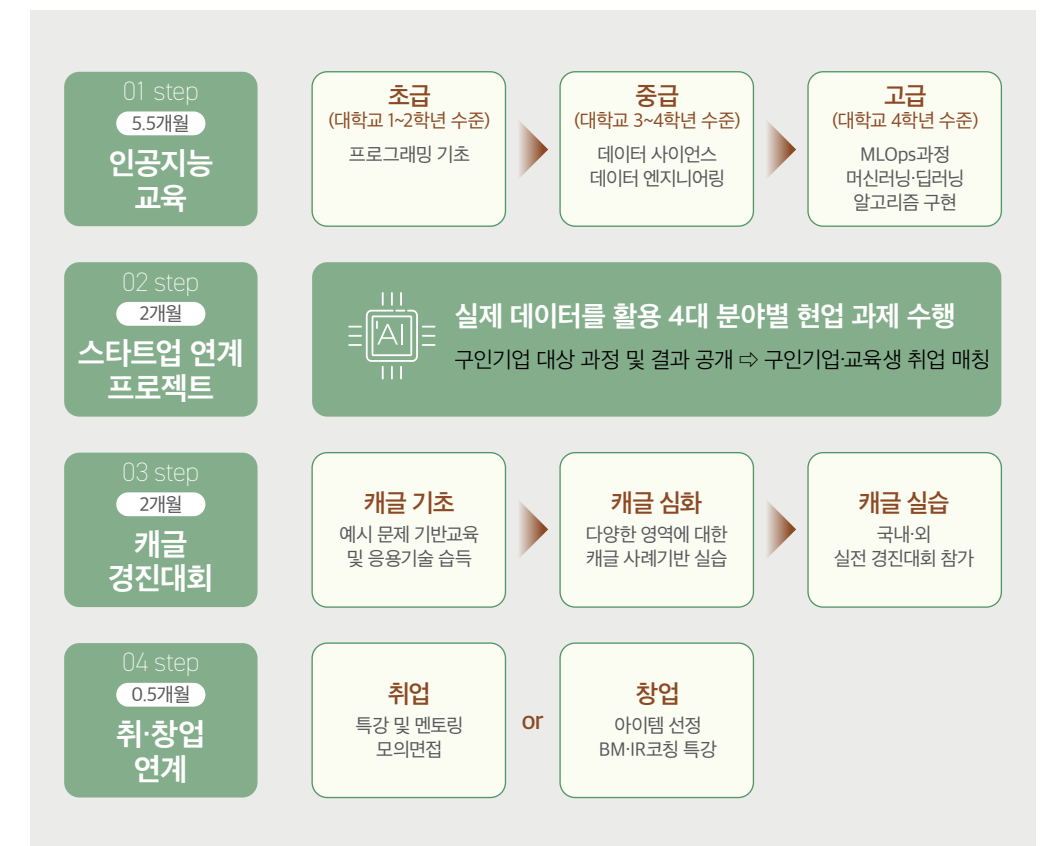 01 step
5.5개월
인공지능
교육
초급
(대학교 1~2학년 수준)
프로그래밍 기초
중급
(대학교 3~4학년 수준)
데이터 사이언스
데이터 엔지니어링
고급
(대학교 4학년 수준)
MLOps과정
머신러닝·딥러닝
알고리즘 구현
02 step
2개월
스타트업 연계
프로젝트
AI
실제 데이터를 활용 4대 분야별 현업 과제 수행
구인기업 대상 과정 및 결과 공개 ⇨ 구인기업·교육생 취업 매칭
03 step
2개월
캐글
경진대회
캐글 기초
예시 문제 기반교육
및 응용기술 습득
캐글 심화
다양한 영역에 대한
캐글 사례기반 실습
캐글 실습
국내·외
실전 경진대회 참가
04 step
0.5개월
취·창업
연계
취업
특강 및 멘토링
모의면접
or
창업
아이템 선정
BM·IR코칭 특강